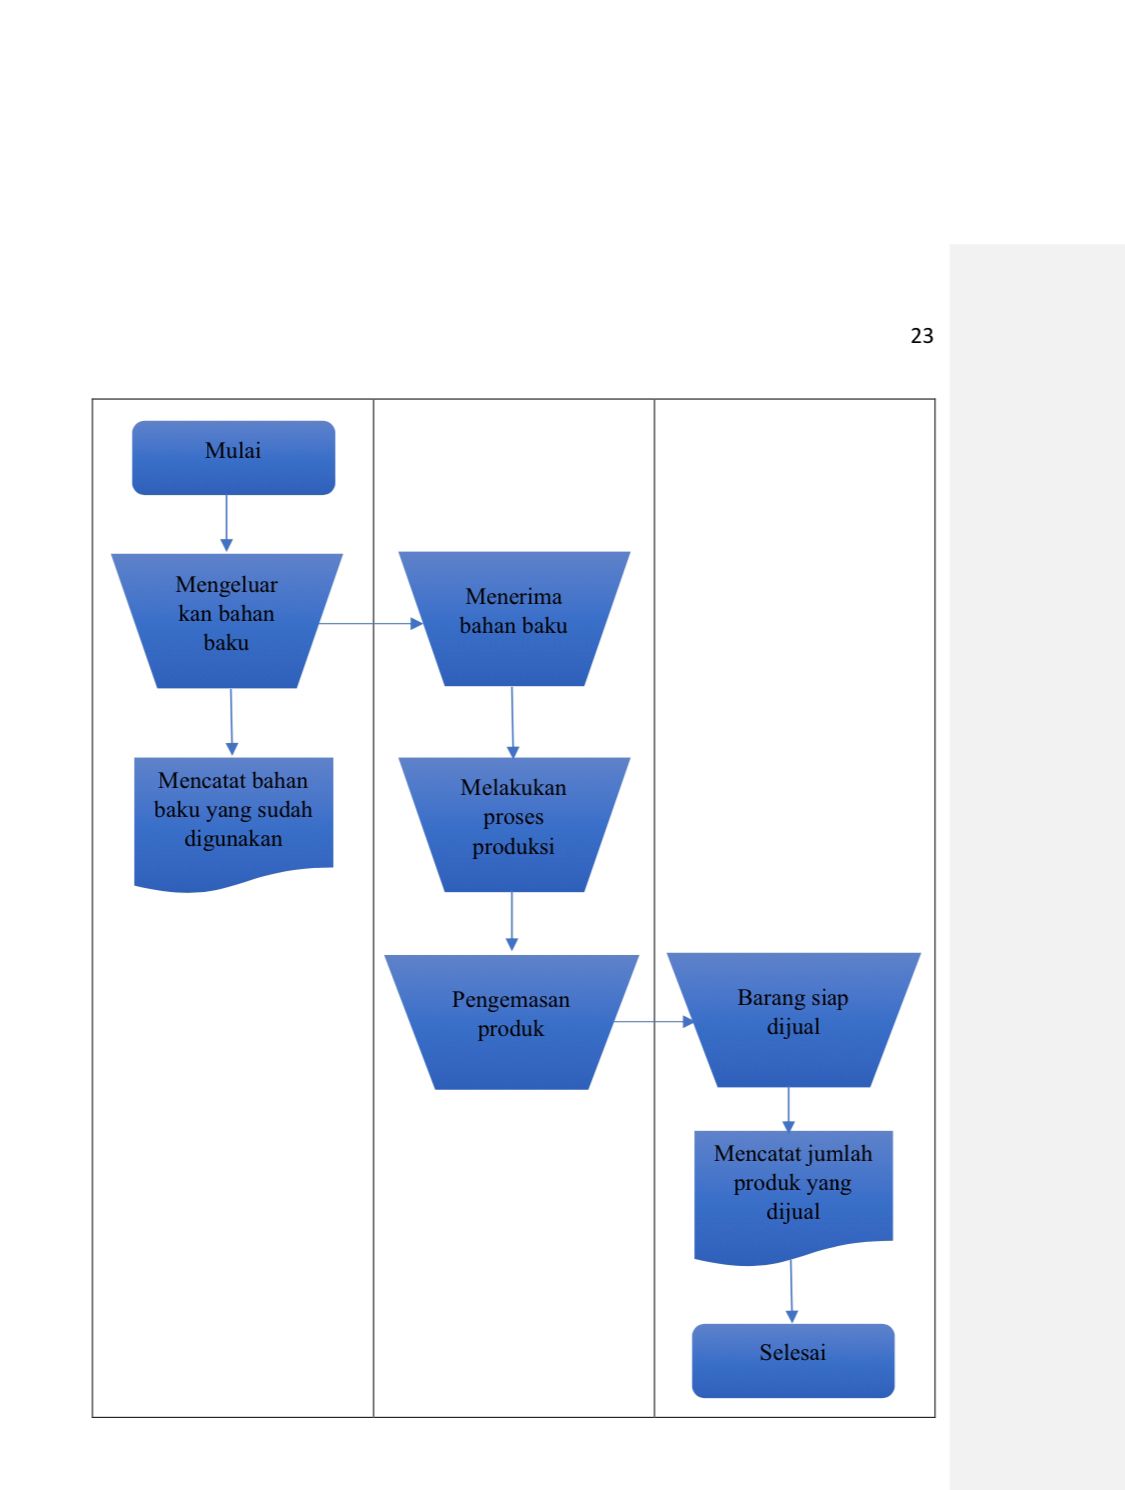 23
Mulai
Mengeluar
kan bahan
baku
Menerima
bahan baku
Mencatat bahan
baku yang sudah
digunakan
Melakukan
proses
produksi
Pengemasan
produk
Barang siap
dijual
Mencatat jumlah
produk yang
dijual
Selesai